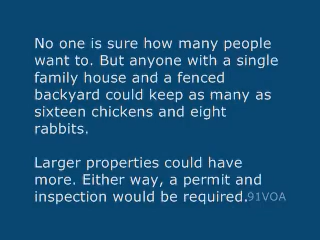 No one is sure how many people
want to. But anyone with a single
family house and a fenced
backyard could keep as many as
sixteen chickens and eight
rabbits.
Larger properties could have
more. Either way, a permit and
inspection would be required.
91VOA